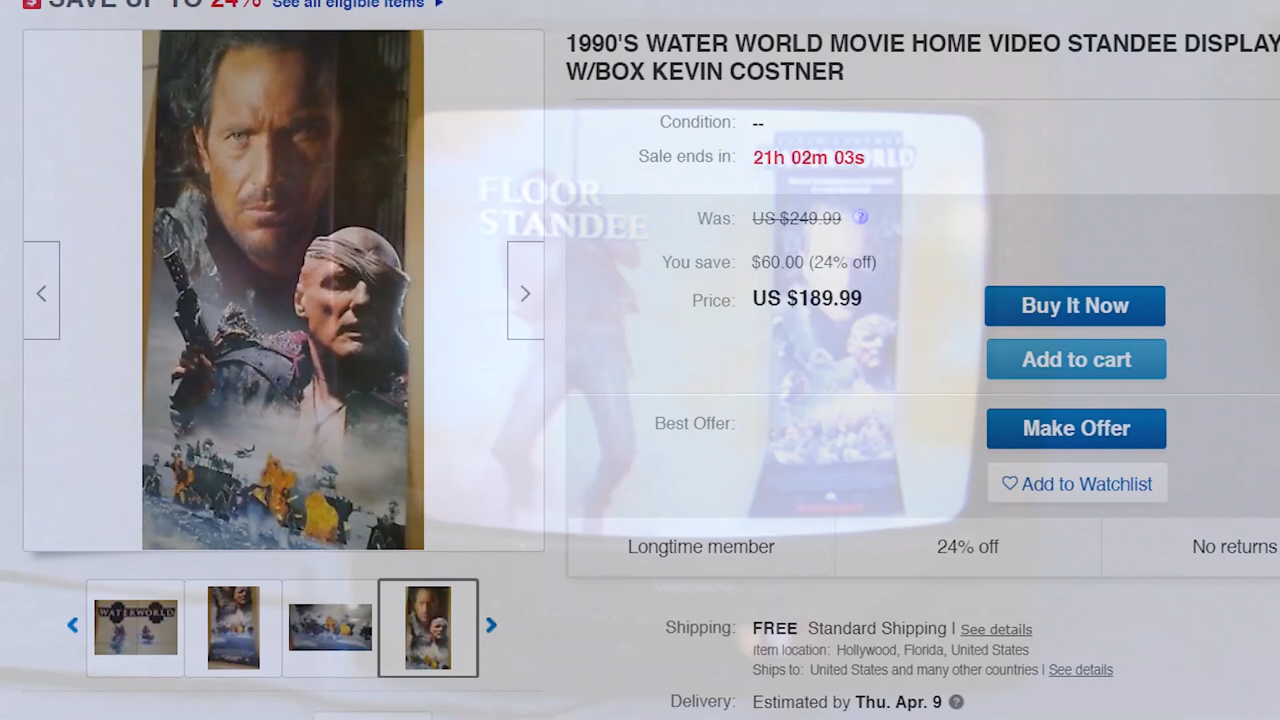 SAVE UP TO 24% See all eligible items
1990'S WATER WORLD MOVIE HOME VIDEO STANDEE DISPLAY
W/BOX KEVIN COSTNER
Condition: --
Sale ends in: 21h 02m 03s
WATERWORLD
FLOOR
STANDEE
Was: US $249.99
You save: $60.00 (24% off)
Price: US $189.99
Buy It Now
Add to cart
Best Offer:
Make Offer
Add to Watchlist
Longtime member 24% off No returns
WATERWORLD
Shipping: FREE Standard Shipping | See details
Item location: Hollywood, Florida, United States
Ships to: United States and many other countries | See details
Delivery: Estimated by Thu. Apr. 9